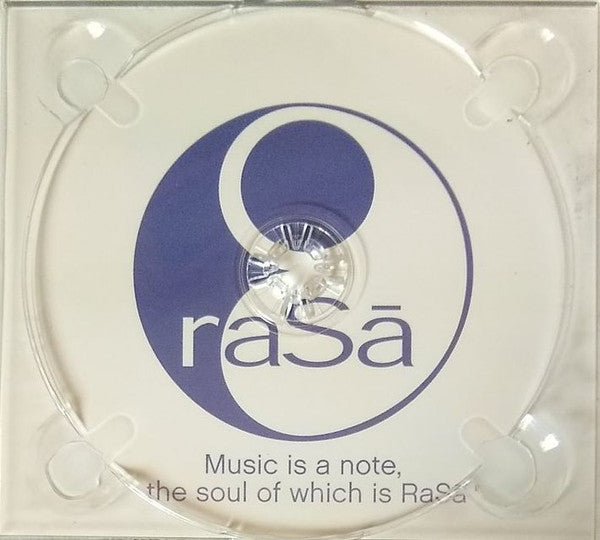 raSā
Music is a note,
the soul of which is RaSā